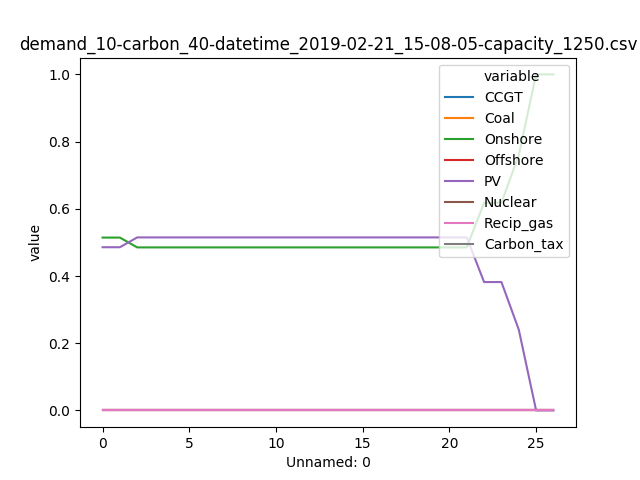 demand_10-carbon_40-datetime_2019-02-21_15-08-05-capacity_1250.csv
variable
CCGT
Coal
Onshore
Offshore
PV
Nuclear
Recip_gas
Carbon_tax
1.0
0.8
0.6
0.4
0.2
0.0
value
0 5 10 15 20 25
Unnamed: 0